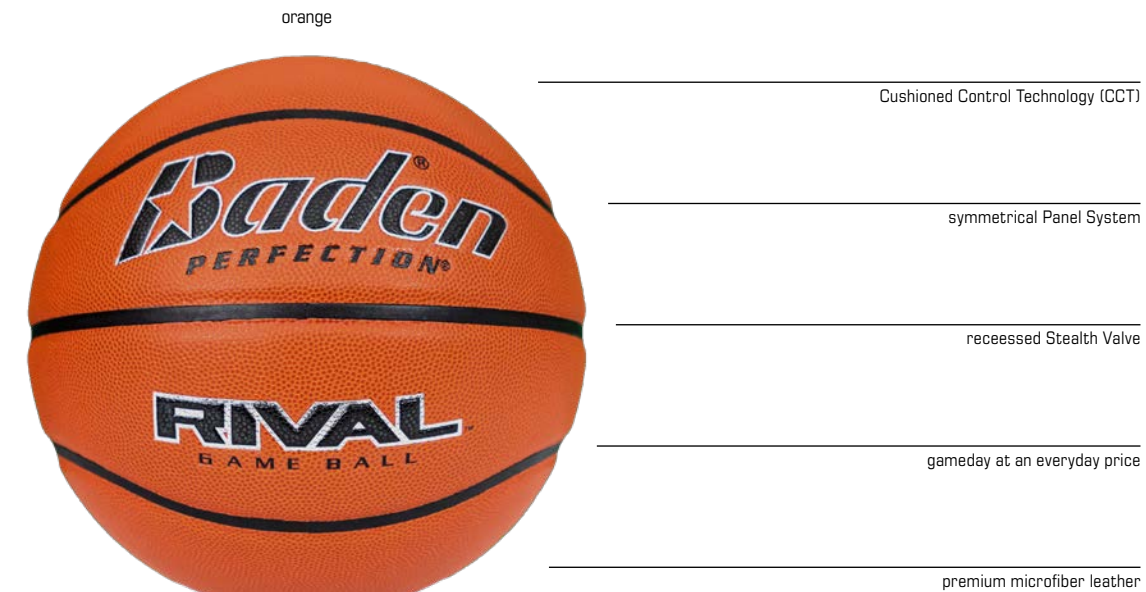 orange
Cushioned Control Technology (CCT)
Baden®
PERFECTION®
symmetrical Panel System
receessed Stealth Valve
RIVAL™
GAME BALL
gameday at an everyday price
premium microfiber leather